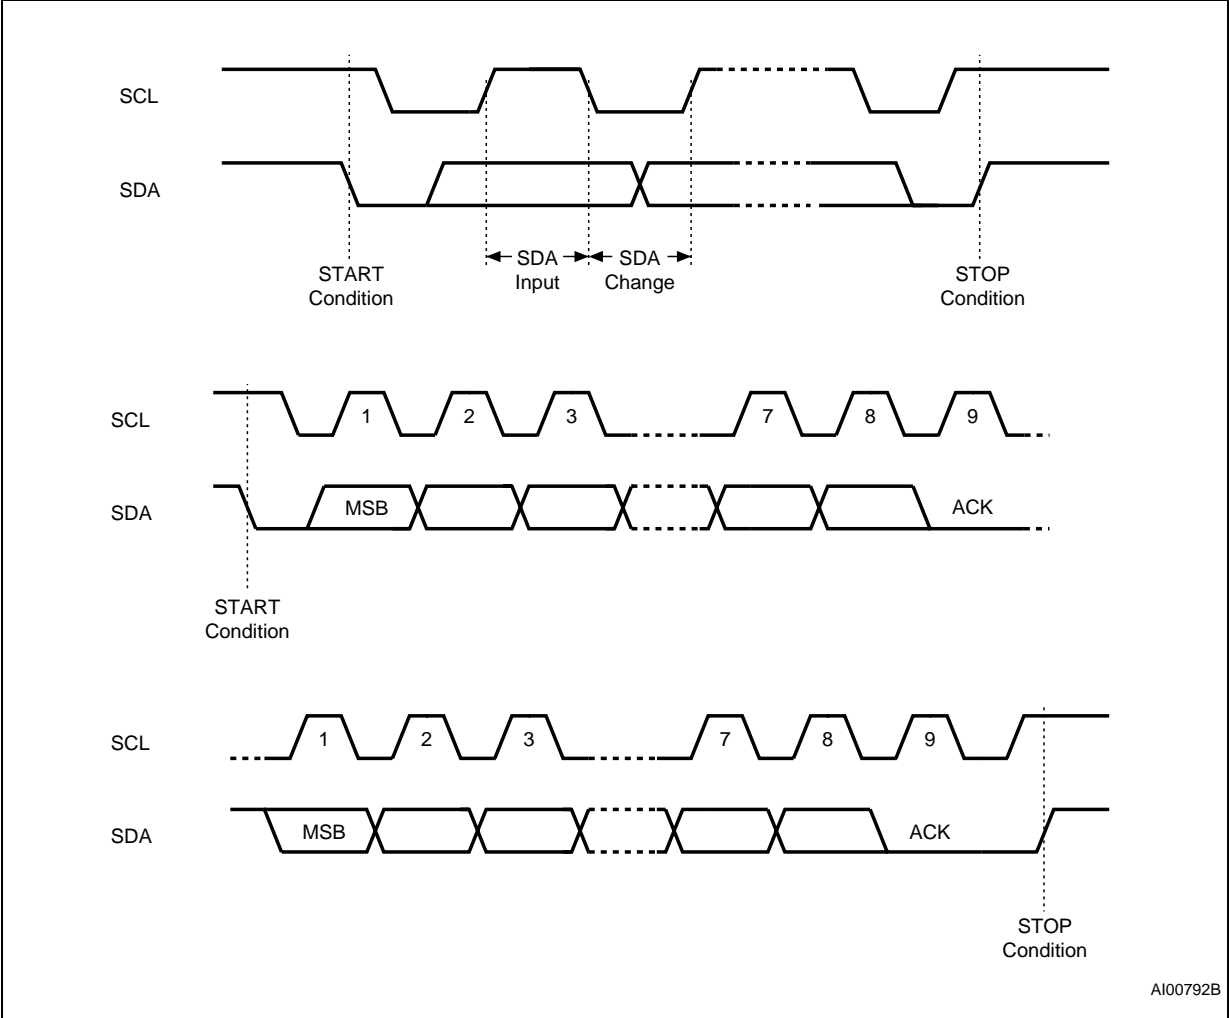 SCL
SDA
SDA
Input
SDA
Change
START
Condition
STOP
Condition
SCL
1 2 3 7 8 9
SDA
MSB ACK
START
Condition
SCL
1 2 3 7 8 9
SDA
MSB ACK
STOP
Condition
AI00792B